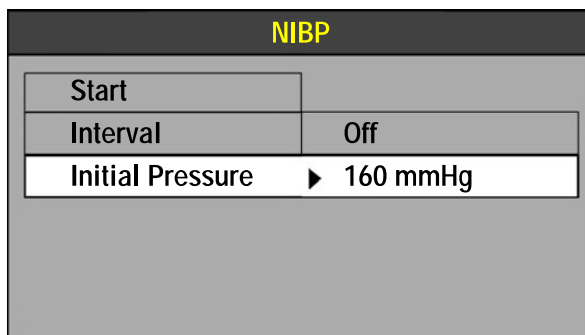 NIBP
Start
Interval Off
Initial Pressure ▶ 160 mmHg